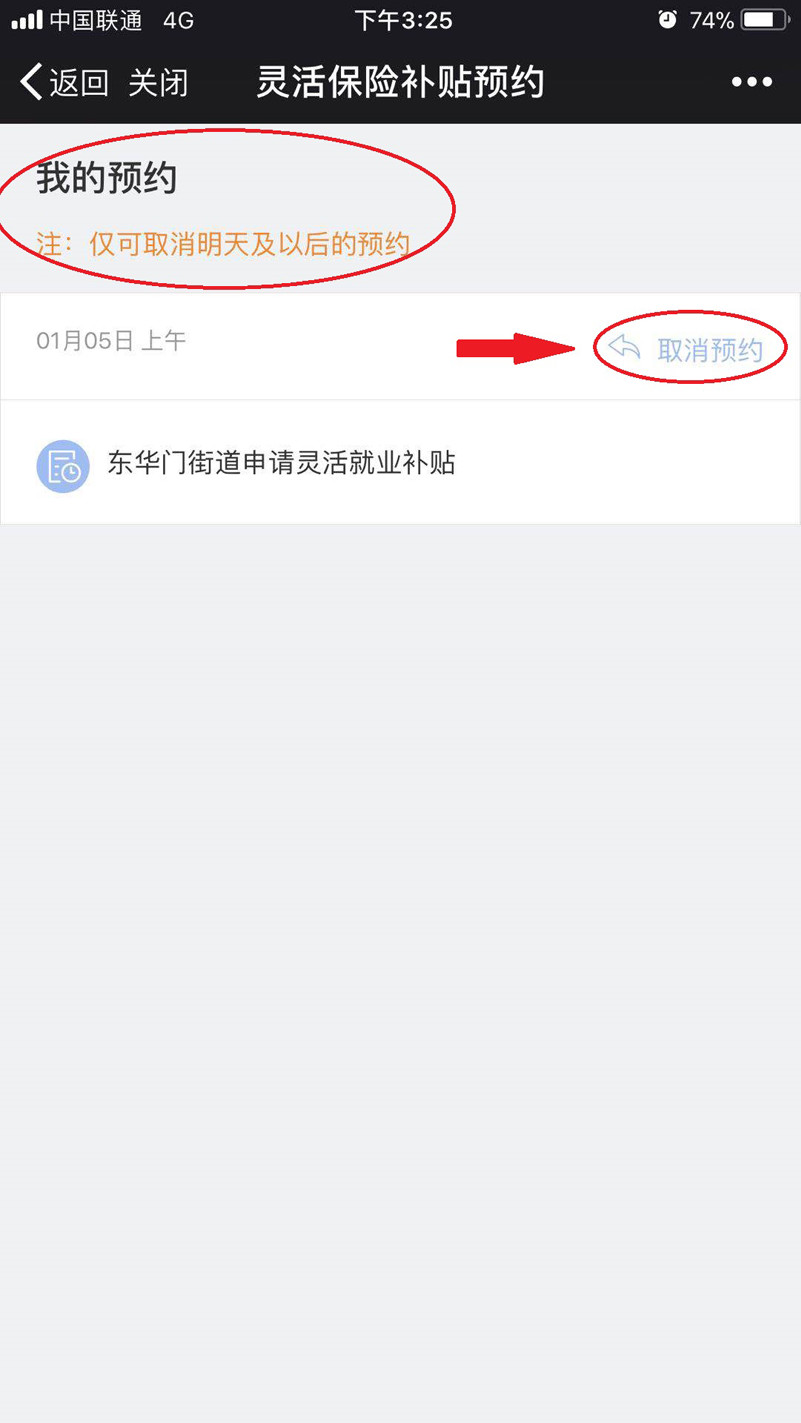 中国联通 4G 下午3:25 74%
返回 关闭 灵活保险补贴预约
我的预约
注：仅可取消明天及以后的预约
01月05日 上午 取消预约
东华门街道申请灵活就业补贴